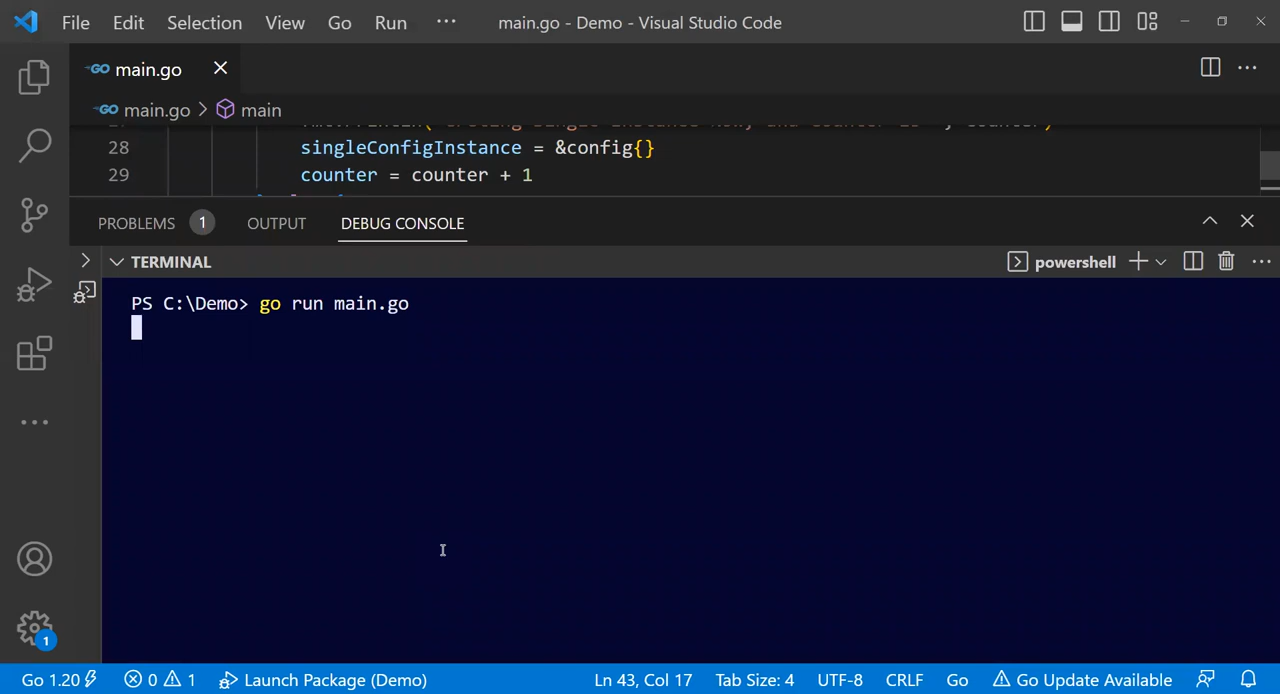 File Edit Selection View Go Run ··· main.go - Demo - Visual Studio Code
GO main.go
GO main.go > main
28 singleConfigInstance = &config{}
29 counter = counter + 1
PROBLEMS 1 OUTPUT DEBUG CONSOLE
TERMINAL powershell
PS C:\Demo> go run main.go
1
Go 1.20 0 1 Launch Package (Demo) Ln 43, Col 17 Tab Size: 4 UTF-8 CRLF Go Go Update Available